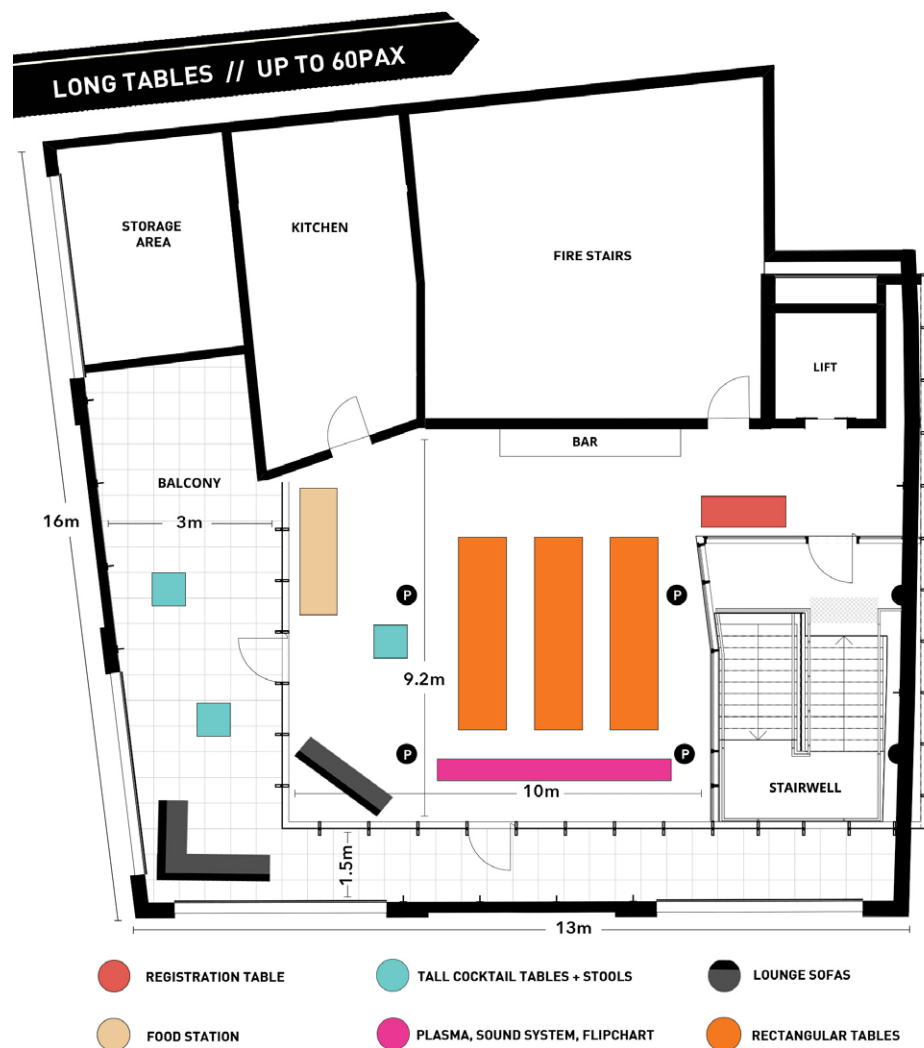 LONG TABLES // UP TO 60PAX
STORAGE
AREA
KITCHEN
FIRE STAIRS
LIFT
BAR
BALCONY
16m
3m
P
P
9.2m
P
P
10m
STAIRWELL
1.5m
13m
REGISTRATION TABLE
TALL COCKTAIL TABLES + STOOLS
LOUNGE SOFAS
FOOD STATION
PLASMA, SOUND SYSTEM, FLIPCHART
RECTANGULAR TABLES